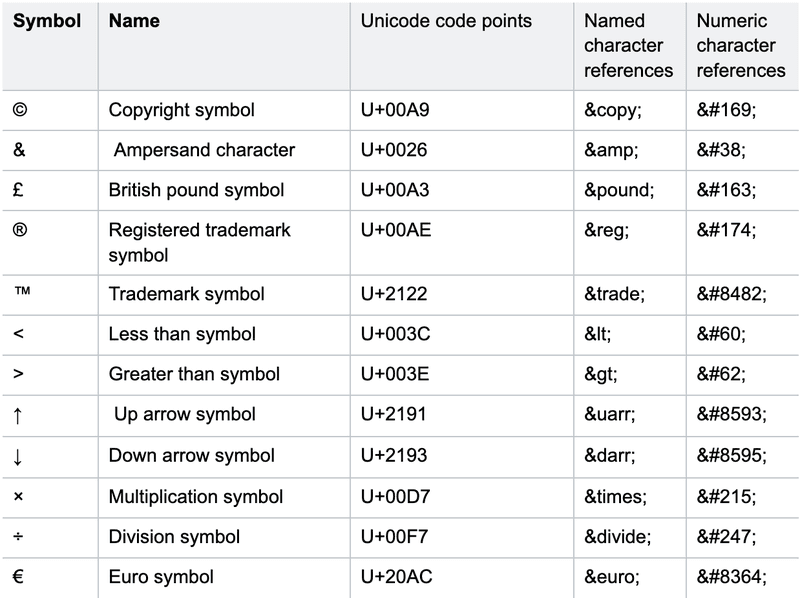 Symbol Name Unicode code points Named character references Numeric character references
© Copyright symbol U+00A9 &copy; &#169;
& Ampersand character U+0026 &amp; &#38;
£ British pound symbol U+00A3 &pound; &#163;
® Registered trademark symbol U+00AE &reg; &#174;
™ Trademark symbol U+2122 &trade; &#8482;
< Less than symbol U+003C &lt; &#60;
> Greater than symbol U+003E &gt; &#62;
↑ Up arrow symbol U+2191 &uarr; &#8593;
↓ Down arrow symbol U+2193 &darr; &#8595;
× Multiplication symbol U+00D7 &times; &#215;
÷ Division symbol U+00F7 &divide; &#247;
€ Euro symbol U+20AC &euro; &#8364;